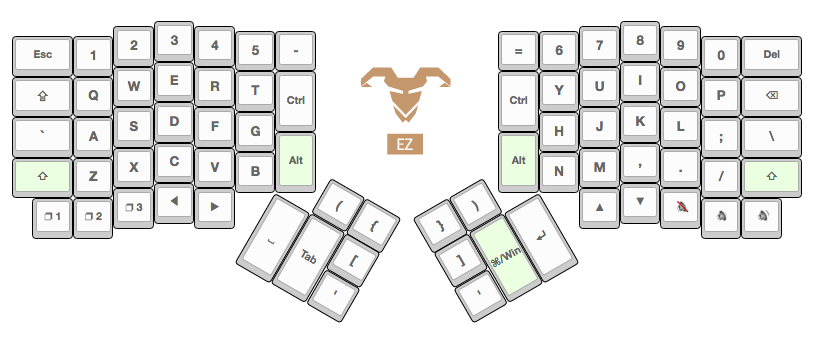 Esc 1 2 3 4 5 -
⇪ Q W E R T Ctrl
` A S D F G
⇧ Z X C V B Alt
1 2 3 ◀ ▶
( {
Tab [
'
EZ
= 6 7 8 9 0 Del
Ctrl Y U I O P ⌫
H J K L ; \
Alt N M , . / ⇧
▲ ▼
} )
] ⌘/Win ↵
'